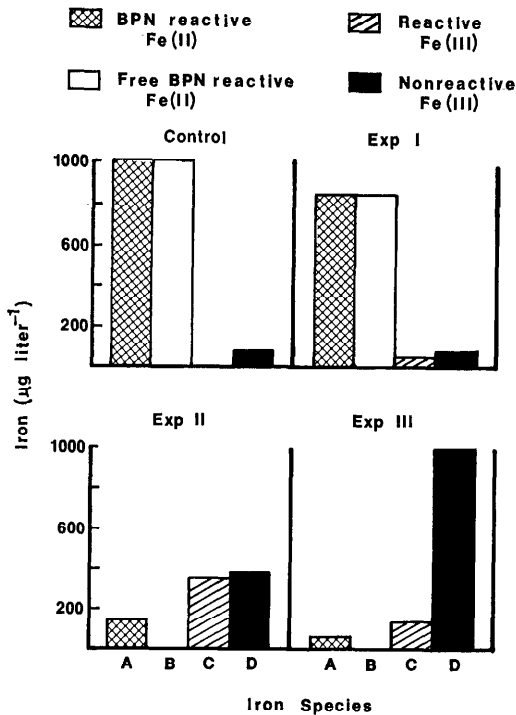 BPN reactive
Fe(II)
Reactive
Fe(III)
Free BPN reactive
Fe(II)
Nonreactive
Fe(III)
Control
Exp I
1000
600
200
Iron (µg liter⁻¹)
Exp II
Exp III
1000
600
200
A B C D A B C D
Iron Species